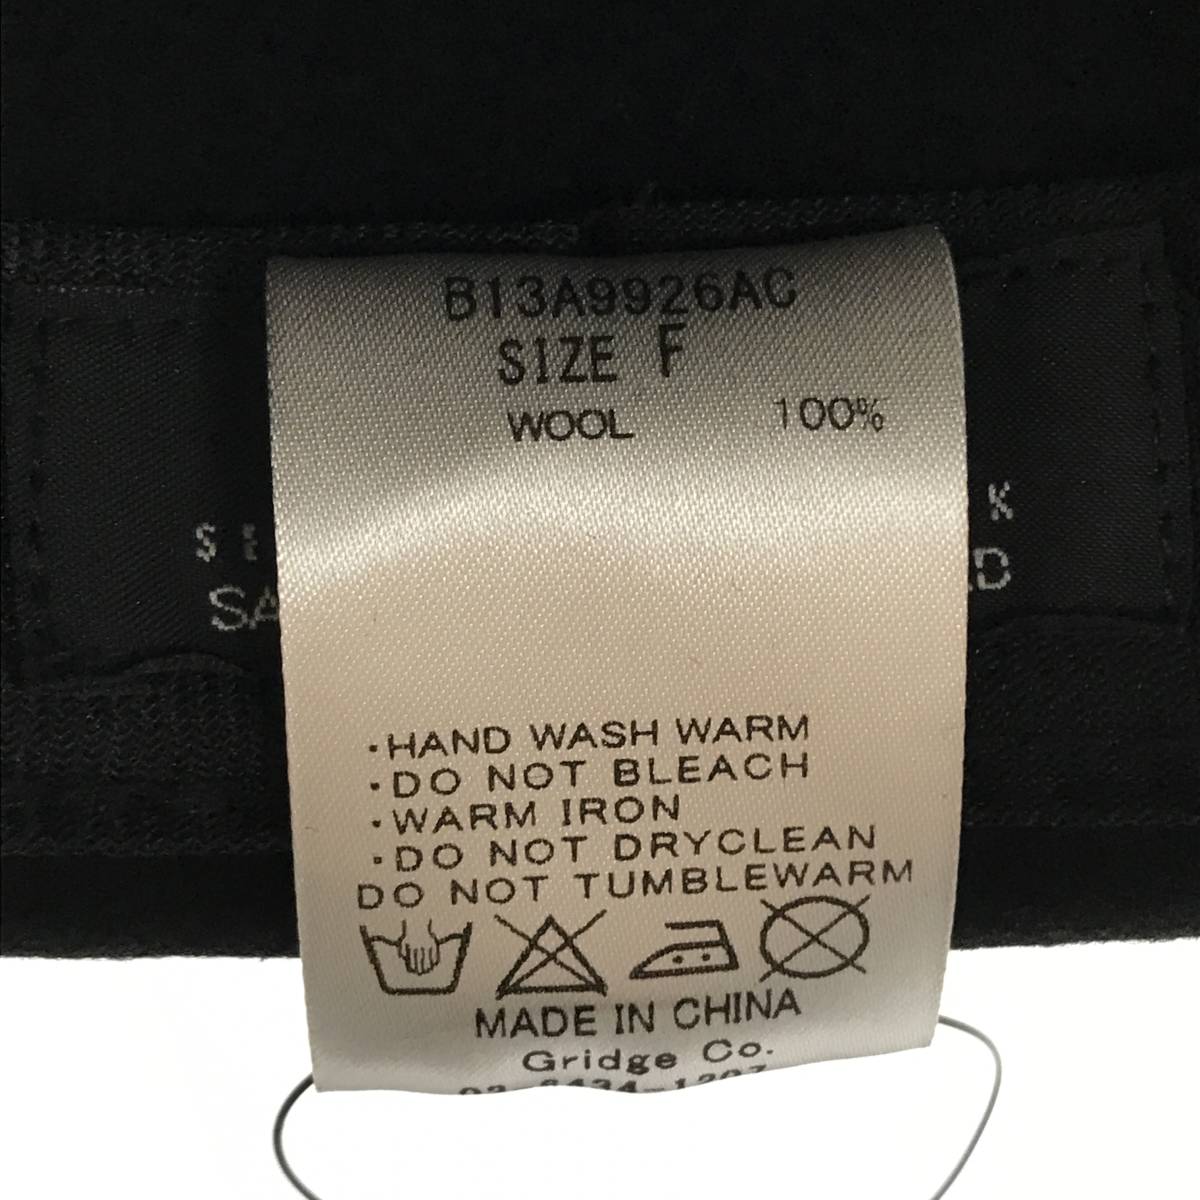 B13A9926AC
SIZE F
WOOL 100%
·HAND WASH WARM
·DO NOT BLEACH
·WARM IRON
·DO NOT DRYCLEAN
DO NOT TUMBLEWARM
MADE IN CHINA
Gridge Co.